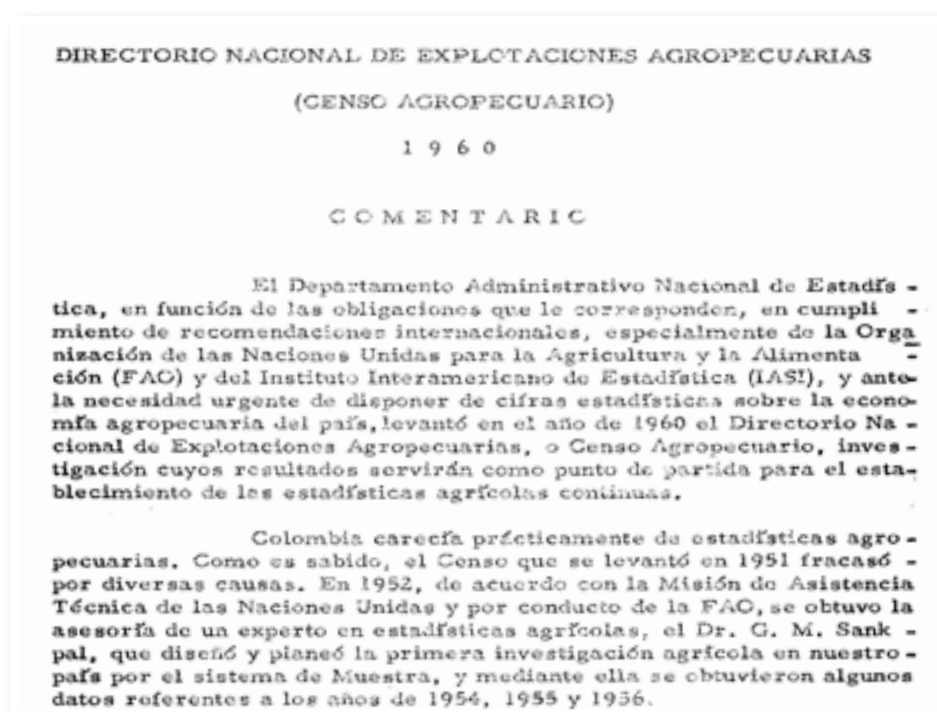 DIRECTORIO NACIONAL DE EXPLOTACIONES AGROPECUARIAS
(CENSO AGROPECUARIO)
1 9 6 0
C O M E N T A R I O
El Departamento Administrativo Nacional de Estadís -
tica, en función de las obligaciones que le corresponden, en cumpli -
miento de recomendaciones internacionales, especialmente de la Orga
nización de las Naciones Unidas para la Agricultura y la Alimenta -
ción (FAO) y del Instituto Interamericano de Estadística (IASI), y ante-
la necesidad urgente de disponer de cifras estadísticas sobre la econo-
mía agropecuaria del país, levantó en el año de 1960 el Directorio Na -
cional de Explotaciones Agropecuarias, o Censo Agropecuario, inves -
tigación cuyos resultados servirán como punto de partida para el esta-
blecimiento de las estadísticas agrícolas continuas.
Colombia carecía prácticamente de estadísticas agro -
pecuarias. Como es sabido, el Censo que se levantó en 1951 fracasó -
por diversas causas. En 1952, de acuerdo con la Misión de Asistencia
Técnica de las Naciones Unidas y por conducto de la FAO, se obtuvo la
asesoría de un experto en estadísticas agrícolas, el Dr. G. M. Sank -
pal, que diseñó y planeó la primera investigación agrícola en nuestro -
país por el sistema de Muestra, y mediante ella se obtuvieron algunos
datos referentes a los años de 1954, 1955 y 1956.